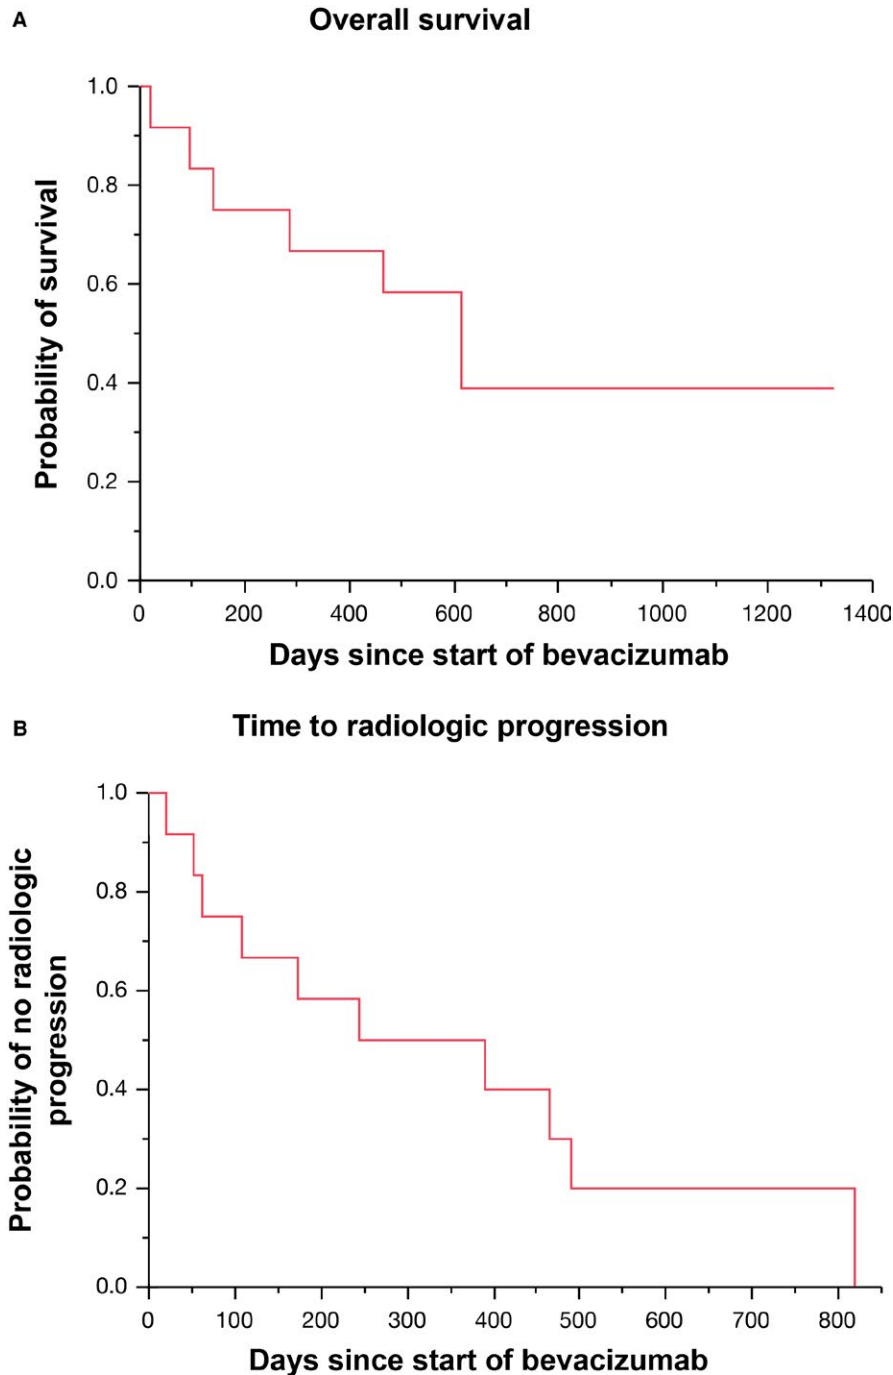 A
Overall survival
Probability of survival
1.0
0.8
0.6
0.4
0.2
0.0
0 200 400 600 800 1000 1200 1400
Days since start of bevacizumab
B
Time to radiologic progression
Probability of no radiologic
progression
1.0
0.8
0.6
0.4
0.2
0.0
0 100 200 300 400 500 600 700 800
Days since start of bevacizumab